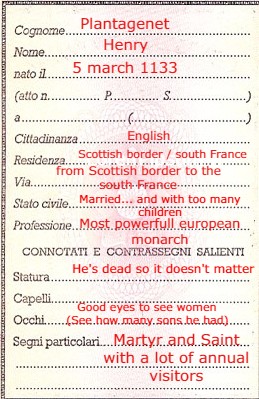 Cognome Plantagenet
Nome Henry
nato il 5 march 1133
(atto n. P. S. )
a ( )
Cittadinanza English
Residenza Scottish border / south France
Via from Scottish border to the
south France
Stato civile Married... and with too many
children
Professione Most powerfull european
monarch
CONNOTATI E CONTRASSEGNI SALIENTI
Statura He's dead so it doesn't matter
Capelli
Good eyes to see women
Occhi (See how many sons he had)
Segni particolari Martyr and Saint
with a lot of annual
visitors